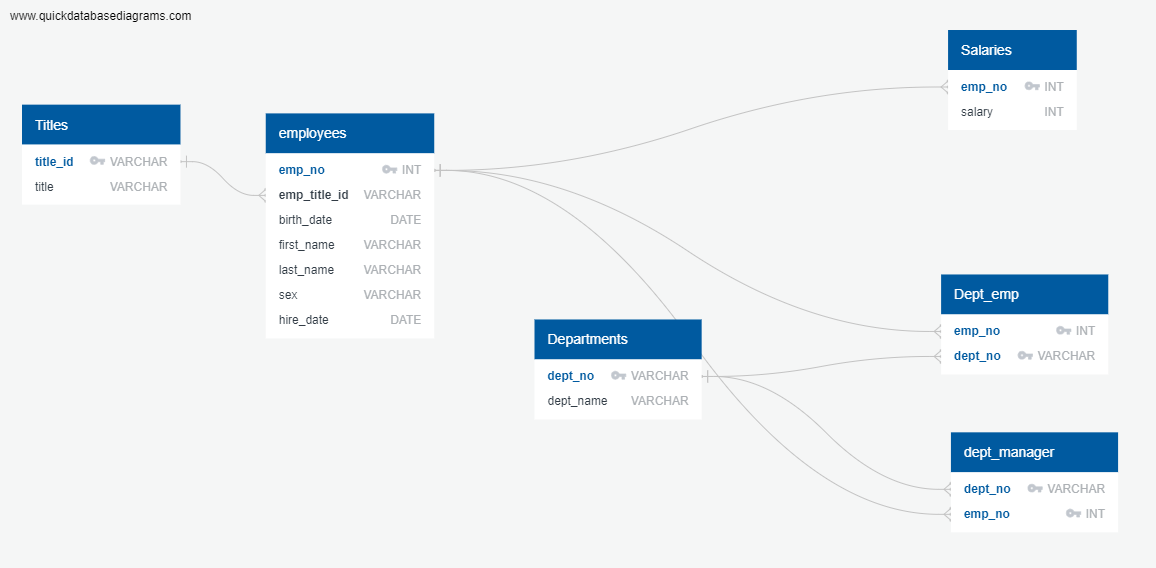 www.quickdatabasediagrams.com
Titles
title_id VARCHAR
title VARCHAR
employees
emp_no INT
emp_title_id VARCHAR
birth_date DATE
first_name VARCHAR
last_name VARCHAR
sex VARCHAR
hire_date DATE
Departments
dept_no VARCHAR
dept_name VARCHAR
Salaries
emp_no INT
salary INT
Dept_emp
emp_no INT
dept_no VARCHAR
dept_manager
dept_no VARCHAR
emp_no INT